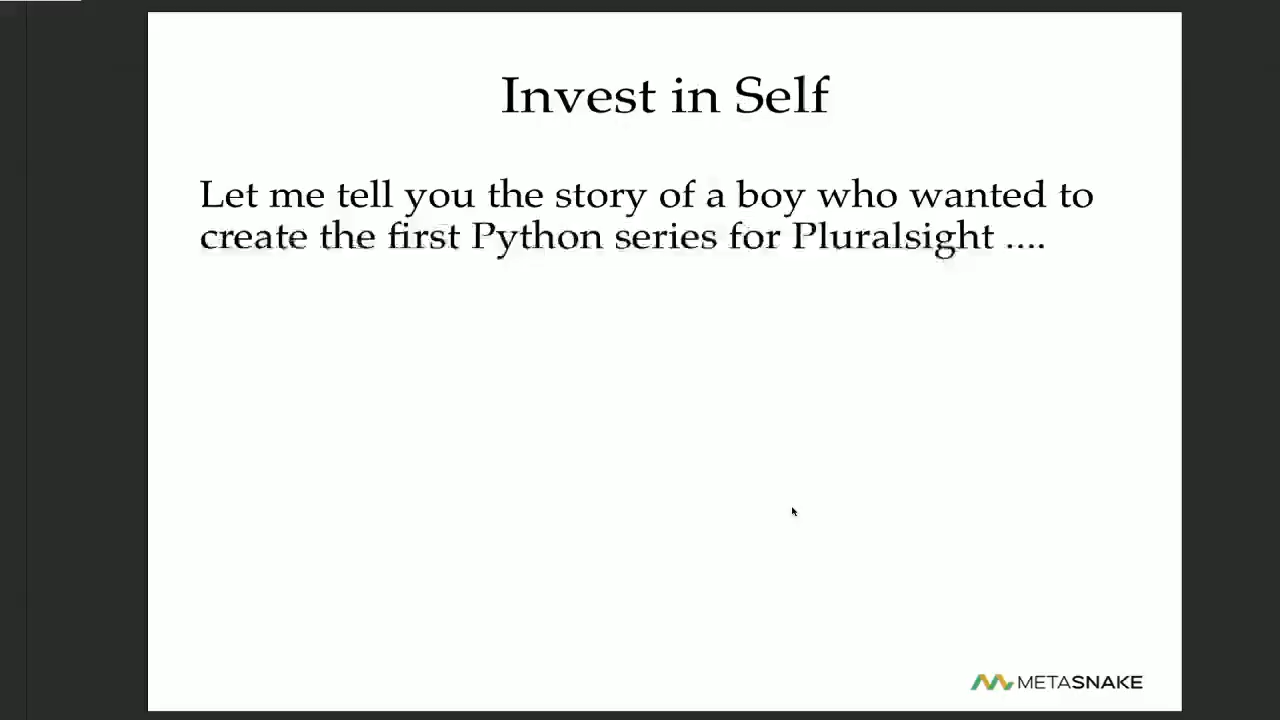 Invest in Self
Let me tell you the story of a boy who wanted to
create the first Python series for Pluralsight ....
METASNAKE